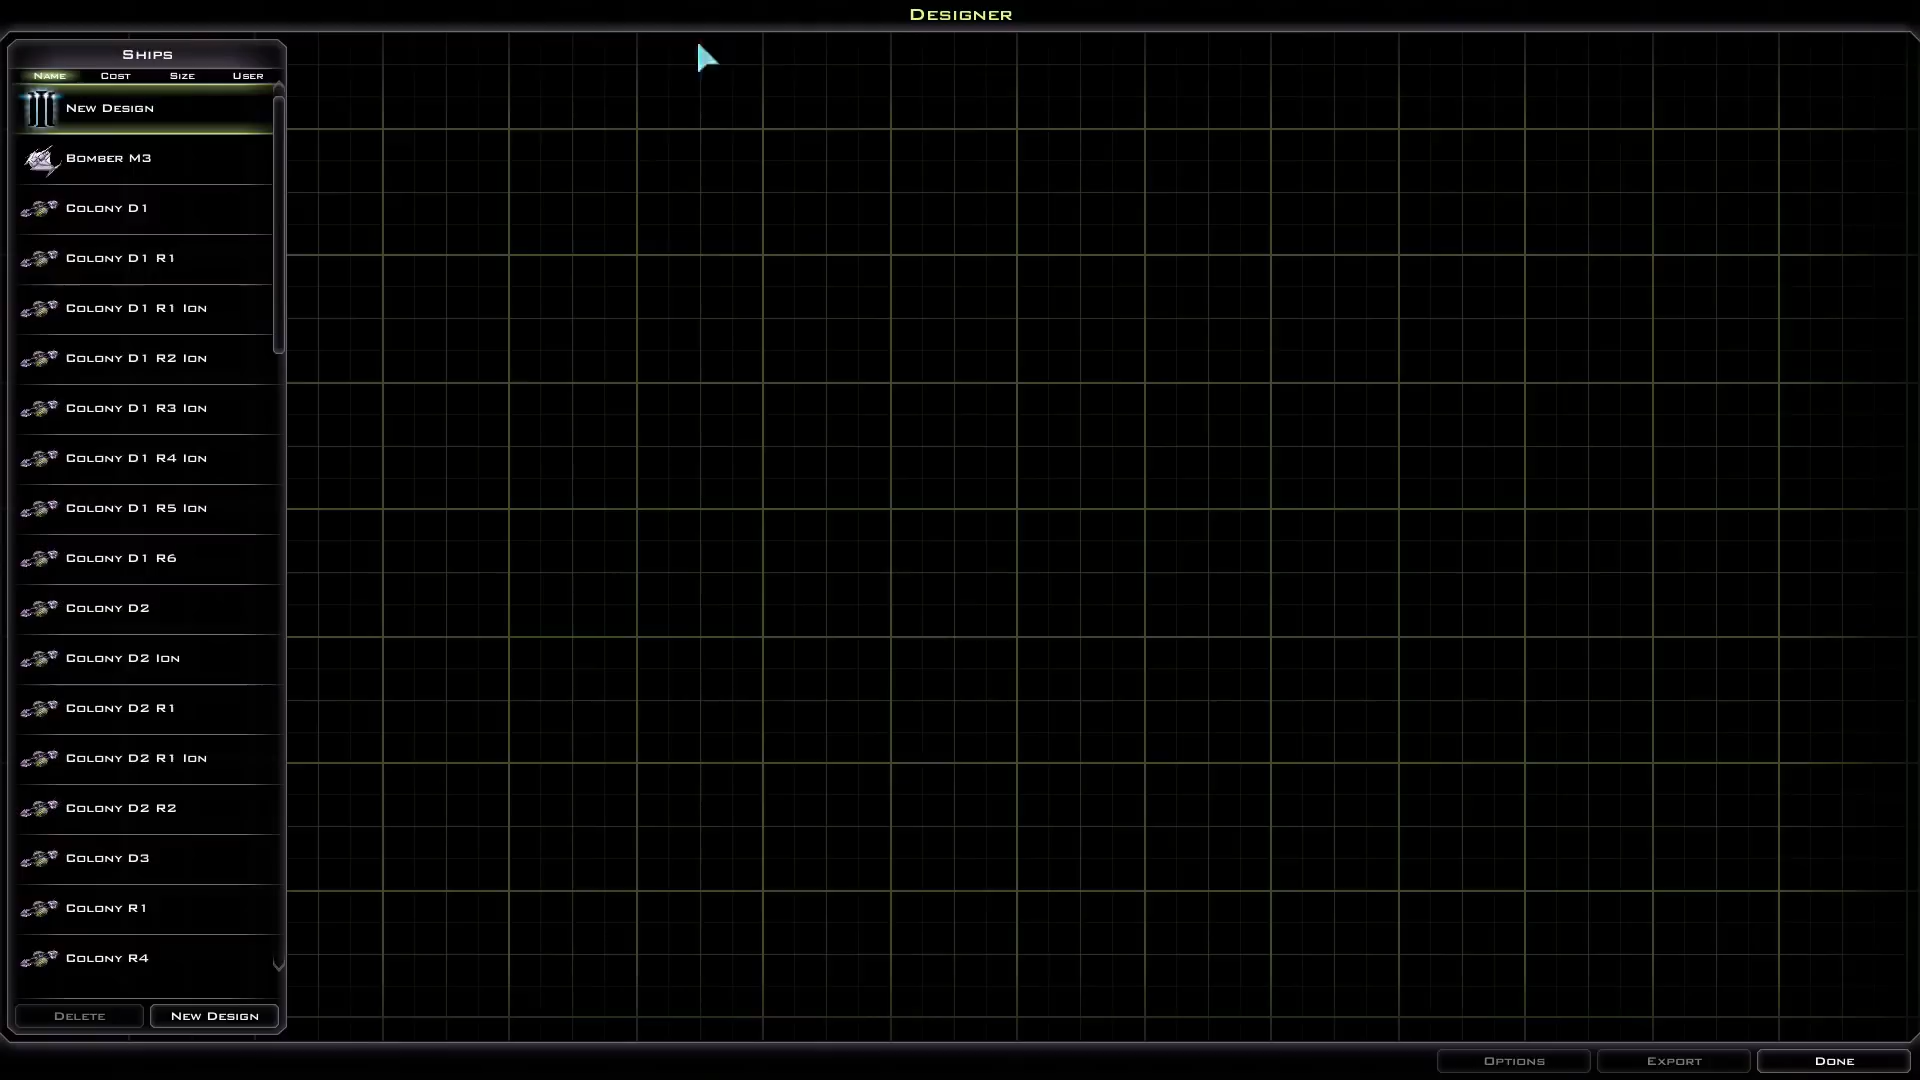 Designer
Ships
Name Cost Size User
New Design
Bomber M3
Colony D1
Colony D1 R1
Colony D1 R1 Ion
Colony D1 R2 Ion
Colony D1 R3 Ion
Colony D1 R4 Ion
Colony D1 R5 Ion
Colony D1 R6
Colony D2
Colony D2 Ion
Colony D2 R1
Colony D2 R1 Ion
Colony D2 R2
Colony D3
Colony R1
Colony R4
Delete New Design
Options Export Done